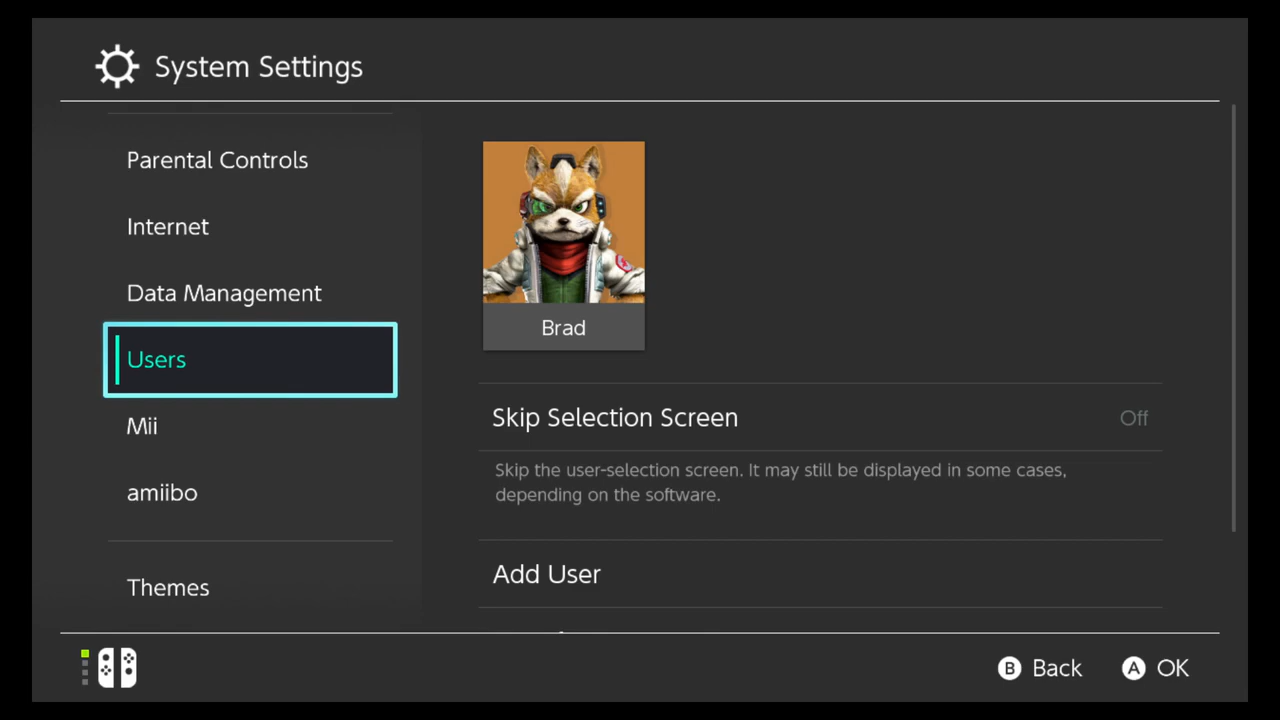 System Settings
Parental Controls
Internet
Data Management
Users
Mii
amiibo
Themes
Brad
Skip Selection Screen
Off
Skip the user-selection screen. It may still be displayed in some cases,
depending on the software.
Add User
B Back
A OK